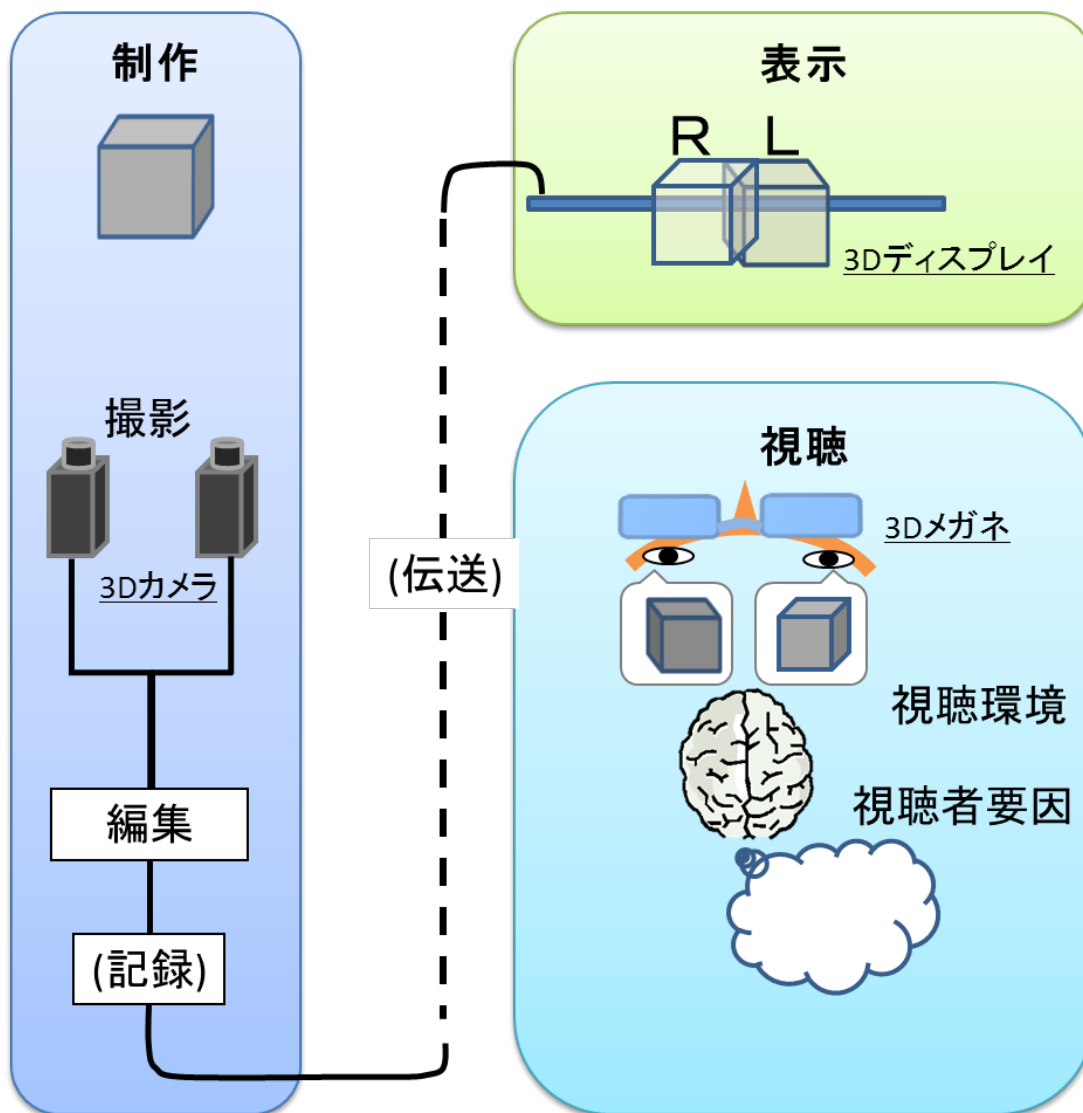 制作
撮影
3Dカメラ
編集
(記録)
(伝送)
表示
R L
3Dディスプレイ
視聴
3Dメガネ
視聴環境
視聴者要因